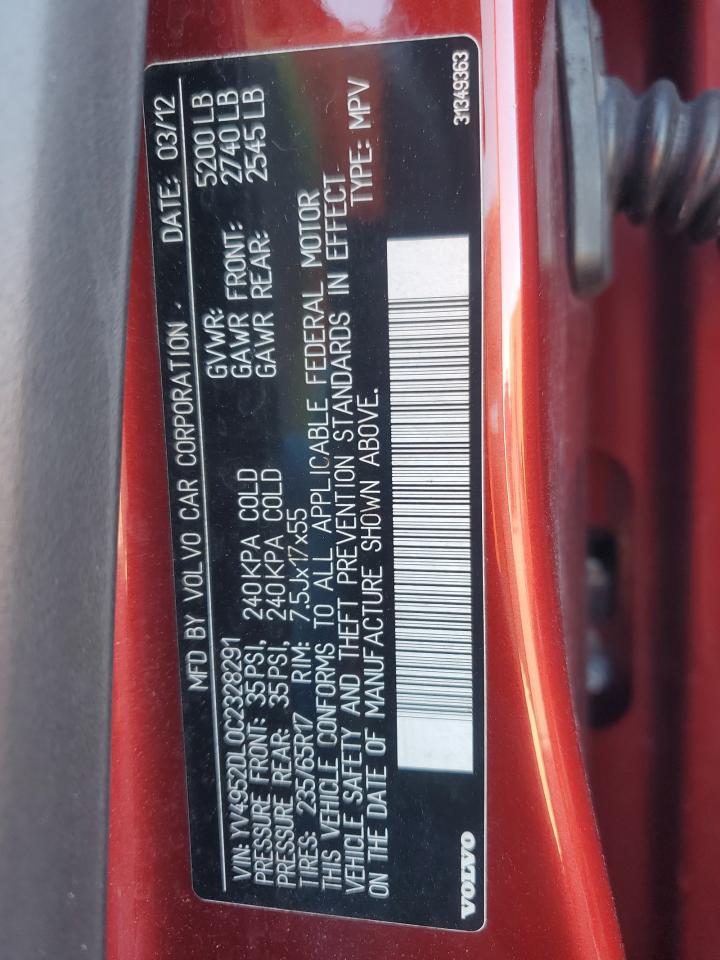 MFD BY VOLVO CAR CORPORATION . DATE: 03/12
VIN: YV4952DL0C2328291 GVWR: 5200 LB
PRESSURE FRONT: 35PSI, 240KPA COLD GAWR FRONT: 2740 LB
PRESSURE REAR: 35PSI, 240KPA COLD GAWR REAR: 2545 LB
TIRES: 235/65R17 RIM: 7.5Jx17x55
THIS VEHICLE CONFORMS TO ALL APPLICABLE FEDERAL MOTOR
VEHICLE SAFETY AND THEFT PREVENTION STANDARDS IN EFFECT
ON THE DATE OF MANUFACTURE SHOWN ABOVE. TYPE: MPV
VOLVO 31349363